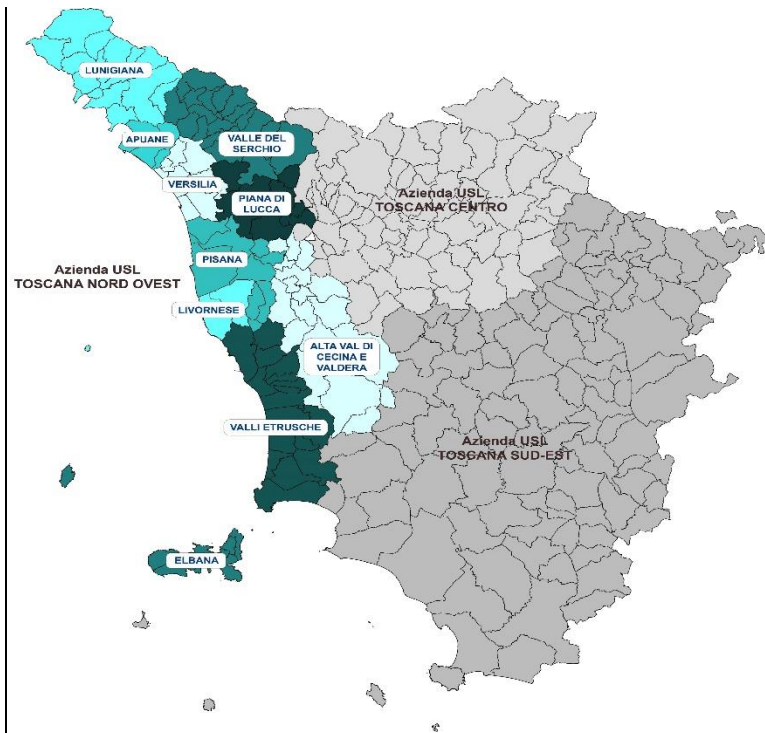 LUNIGIANA
APUANE
VALLE DEL
SERCHIO
VERSILIA
PIANA DI
LUCCA
Azienda USL
TOSCANA CENTRO
PISANA
Azienda USL
TOSCANA NORD OVEST
LIVORNESE
ALTA VAL DI
CECINA E
VALDERA
VALLI ETRUSCHE
Azienda USL
TOSCANA SUD-EST
ELBANA